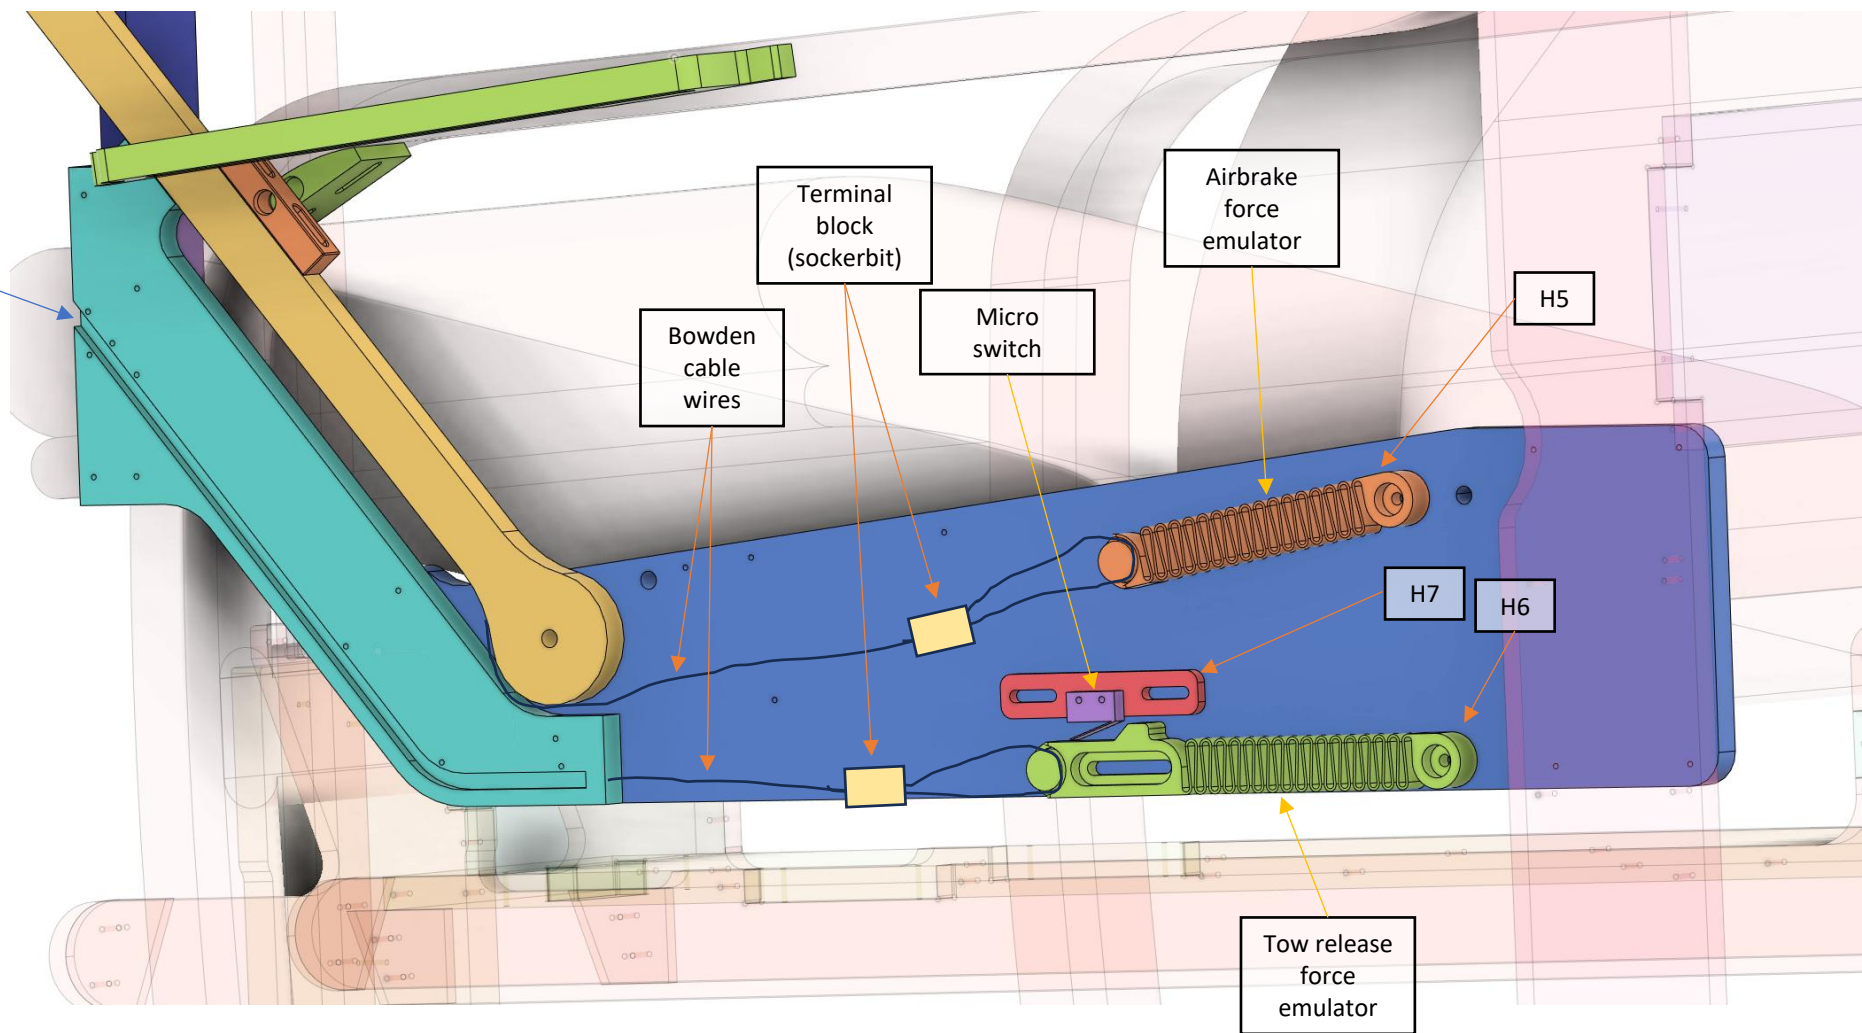 Terminal
block
(sockerbit)
Airbrake
force
emulator
H5
Bowden
cable
wires
Micro
switch
H7
H6
Tow release
force
emulator